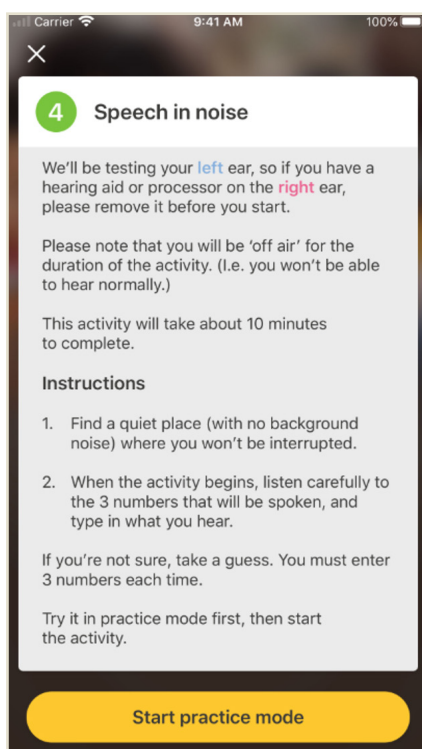 Carrier 9:41 AM 100%
4 Speech in noise
We'll be testing your left ear, so if you have a
hearing aid or processor on the right ear,
please remove it before you start.
Please note that you will be 'off air' for the
duration of the activity. (I.e. you won't be able
to hear normally.)
This activity will take about 10 minutes
to complete.
Instructions
1. Find a quiet place (with no background
noise) where you won't be interrupted.
2. When the activity begins, listen carefully to
the 3 numbers that will be spoken, and
type in what you hear.
If you're not sure, take a guess. You must enter
3 numbers each time.
Try it in practice mode first, then start
the activity.
Start practice mode